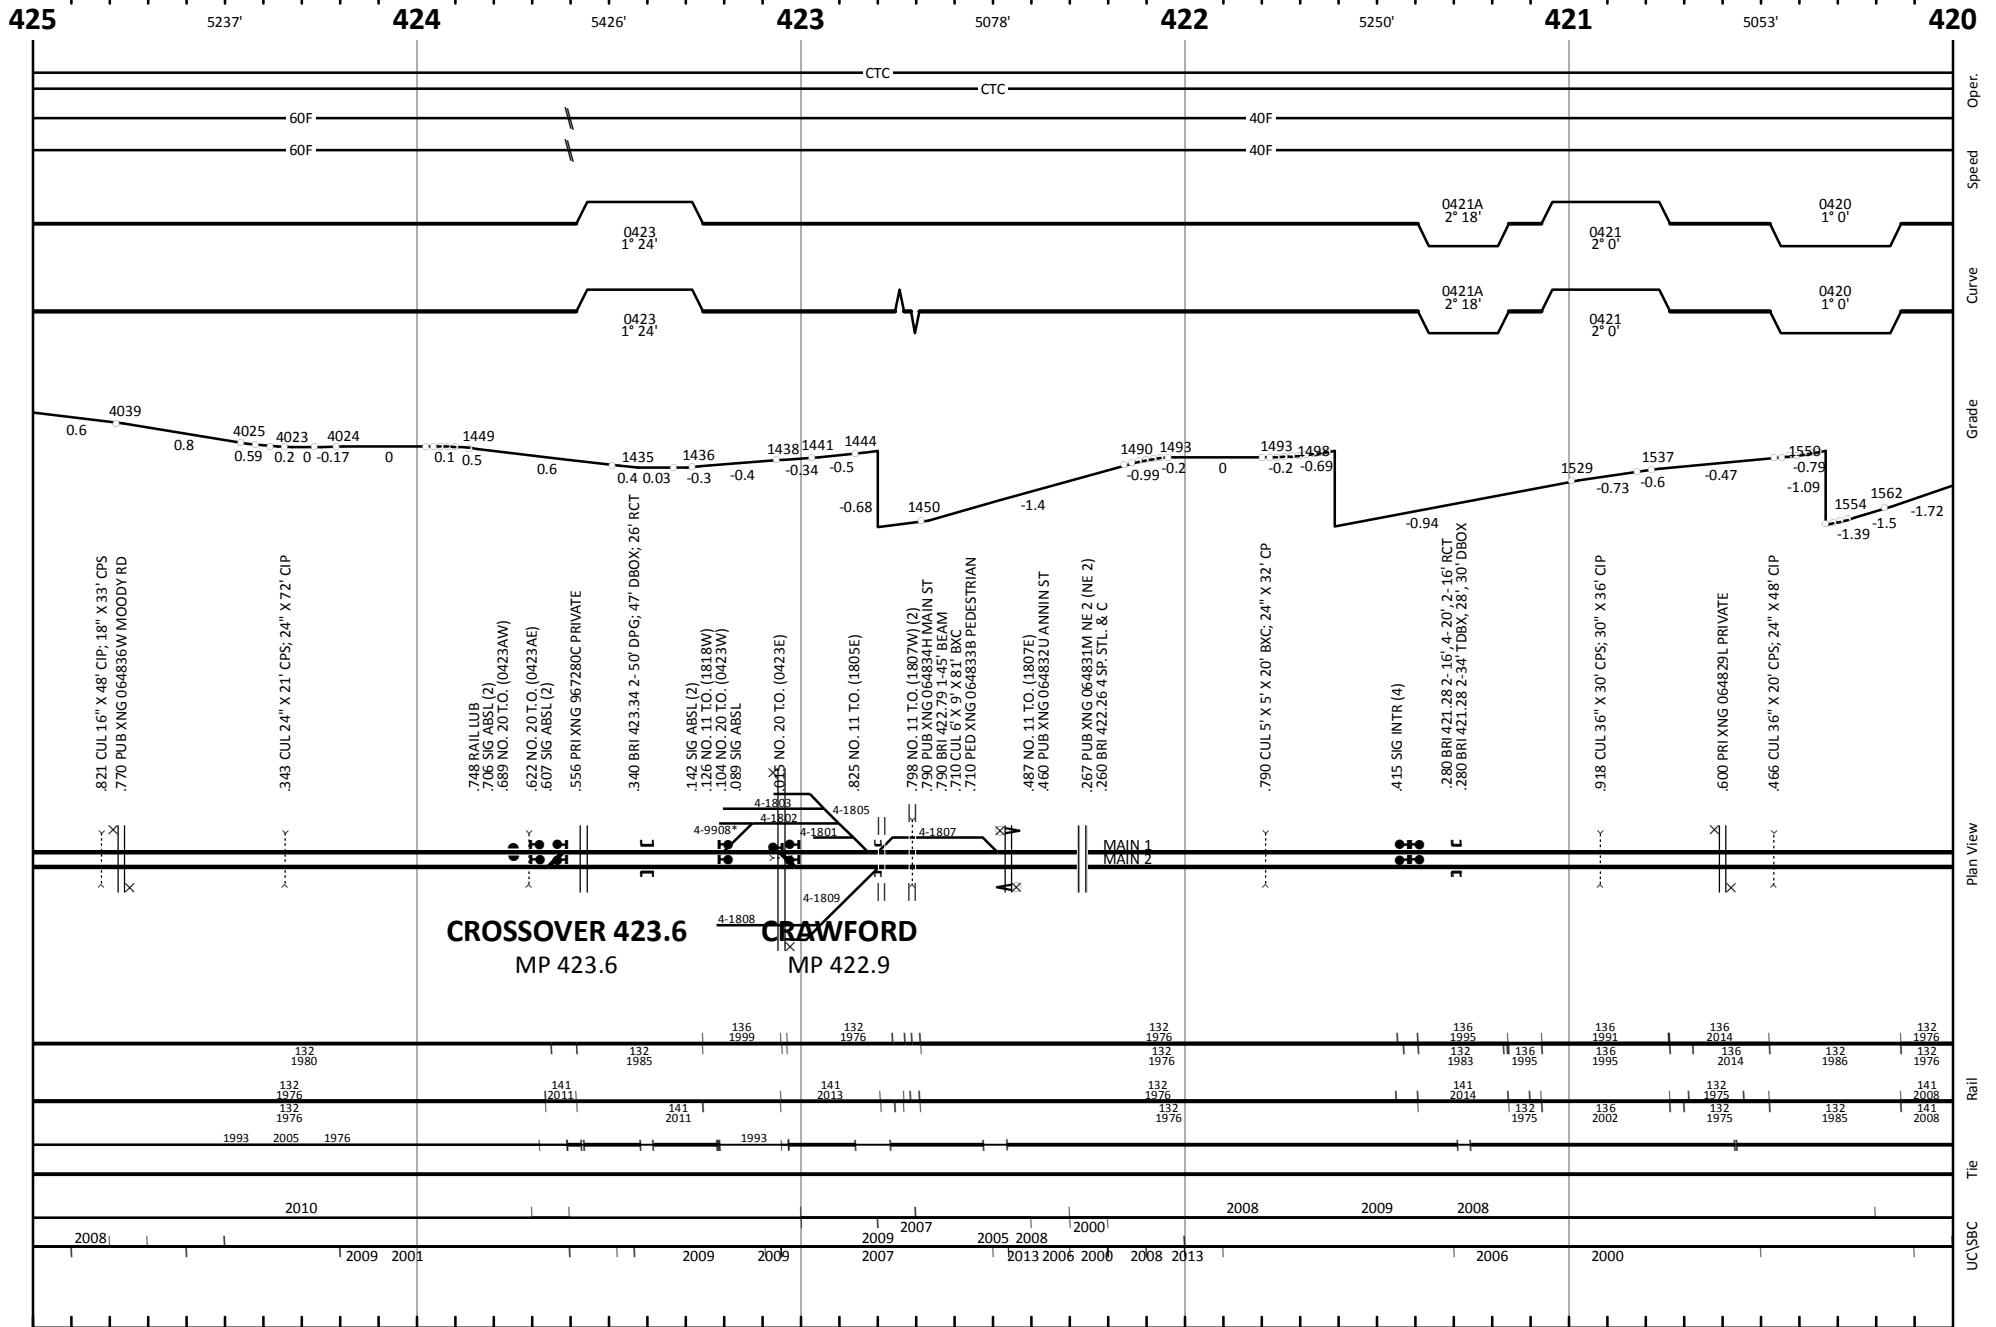 425 5237' 424 5426' 423 5078' 422 5250' 421 5053' 420
CTC
CTC
Oper.
60F 40F
60F 40F
Speed
0423
1° 24'
0421A
2° 18'
0421
2° 0'
0420
1° 0'
Curve
0423
1° 24'
0421A
2° 18'
0421
2° 0'
0420
1° 0'
Grade
4039 4025 4023 4024 1449 1435 1436 1438 1441 1444 1450 1490 1493 1493 1498 1529 1537 1550 1554 1562
0.6 0.8 0.59 0.2 0 -0.17 0 0.1 0.5 0.6 0.4 0.03 -0.3 -0.4 -0.34 -0.5 -0.68 -1.4 -0.99 -0.2 0 -0.2 -0.69 -0.94 -0.73 -0.6 -0.47 -0.79 -1.09 -1.39 -1.5 -1.72
.821 CUL 16" X 48' CIP; 18" X 33' CPS
.770 PUB XNG 064836W MOODY RD
.343 CUL 24" X 21' CPS; 24" X 72' CIP
.748 RAIL LUB
.706 SIG ABSL (2)
.689 NO. 20 T.O. (0423AW)
.622 NO. 20 T.O. (0423AE)
.607 SIG ABSL (2)
.556 PRI XNG 967280C PRIVATE
.340 BRI 423.34 2- 50' DPG; 47' DBOX; 26' RCT
.142 SIG ABSL (2)
.126 NO. 11 T.O. (1818W)
.104 NO. 20 T.O. (0423W)
.089 SIG ABSL
.015 NO. 20 T.O. (0423E)
.825 NO. 11 T.O. (1805E)
.798 NO. 11 T.O. (1807W) (2)
.790 PUB XNG 064834H MAIN ST
.790 BRI 422.79 1-45' BEAM
.710 CUL 6' X 9' X 81' BXC
.710 PED XNG 064833B PEDESTRIAN
.487 NO. 11 T.O. (1807E)
.460 PUB XNG 064832U ANNIN ST
.267 PUB XNG 064831M NE 2 (NE 2)
.260 BRI 422.26 4 SP. STL. & C
.790 CUL 5' X 5' X 20' BXC; 24" X 32' CP
.415 SIG INTR (4)
.280 BRI 421.28 2- 16', 4- 20', 2- 16' RCT
.280 BRI 421.28 2-34' TDBX, 28', 30' DBOX
.918 CUL 36" X 30' CPS; 30" X 36' CIP
.600 PRI XNG 064829L PRIVATE
.466 CUL 36" X 20' CPS; 24" X 48' CIP
4-1803
4-1805
4-1802
4-9908*
4-1801
4-1807
MAIN 1
MAIN 2
Plan View
4-1809
4-1808
CROSSOVER 423.6 CRAWFORD
MP 423.6 MP 422.9
136 132 132 136 136 136 132
1999 1976 1976 1995 1991 2014 1976
132 132 132 132 136 136 136 132 132
1980 1985 1976 1983 1995 1995 2014 1986 1976
Rail
132 141 141 132 141 132 141
1976 2011 2013 1976 2014 1975 2008
132 141 132 132 136 132 132 141
1976 2011 1976 1975 2002 1975 1985 2008
1993 2005 1976 1993
Tie
2010 2008 2009 2008
2007 2000
2008 2009 2005 2008
2009 2001 2009 2009 2007 2013 2006 2000 2008 2013 2006 2000
UC\SBC